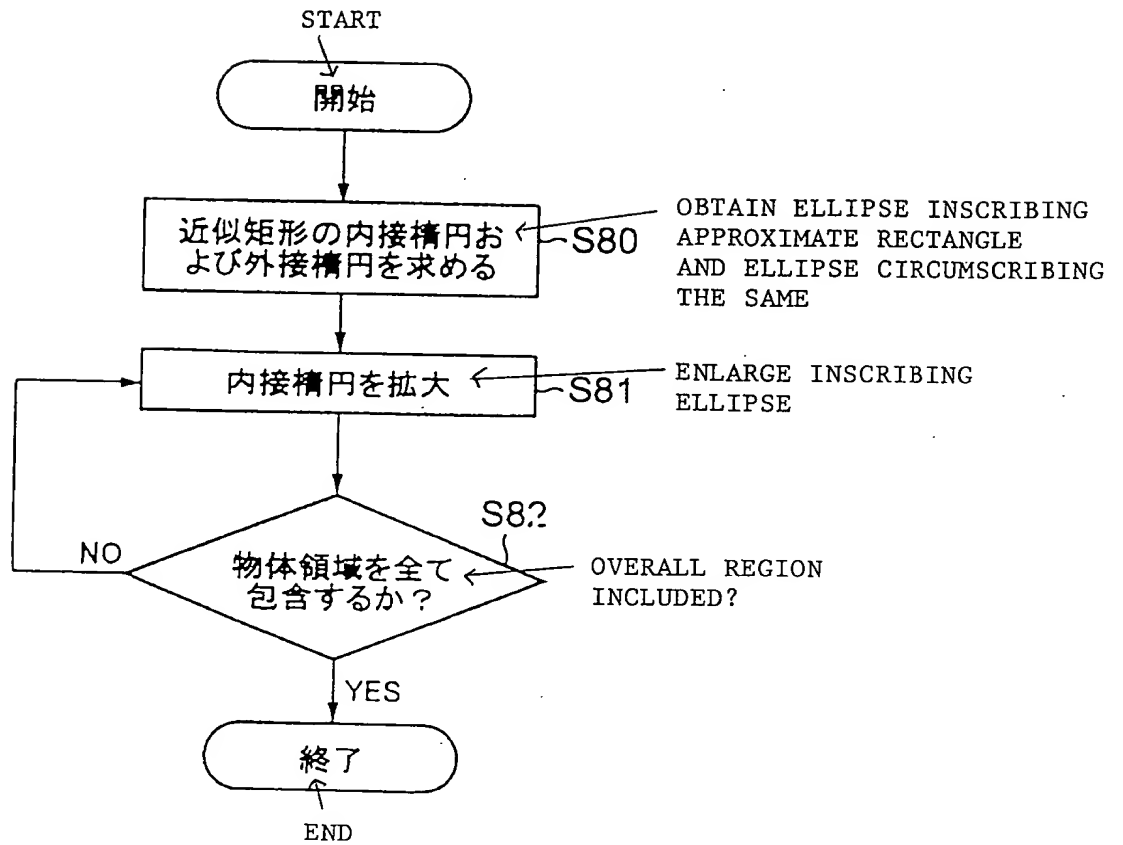 START
開始
近似矩形の内接楕円お
よび外接楕円を求める
S80
OBTAIN ELLIPSE INSCRIBING
APPROXIMATE RECTANGLE
AND ELLIPSE CIRCUMSCRIBING
THE SAME
内接楕円を拡大
S81
ENLARGE INSCRIBING
ELLIPSE
S82
NO
物体領域を全て
包含するか?
OVERALL REGION
INCLUDED?
YES
終了
END